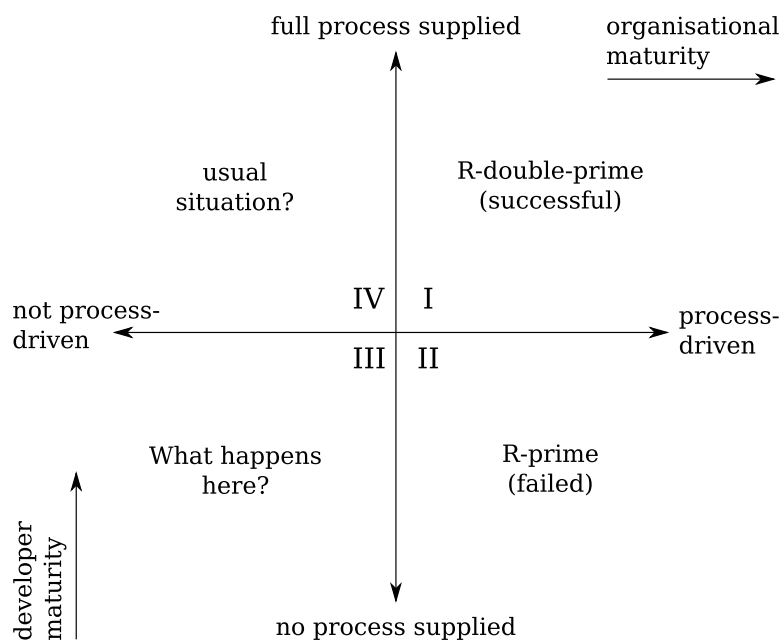 full process supplied
organisational
maturity
usual
situation?
R-double-prime
(successful)
IV
I
not process-
driven
process-
driven
III
II
What happens
here?
R-prime
(failed)
developer
maturity
no process supplied